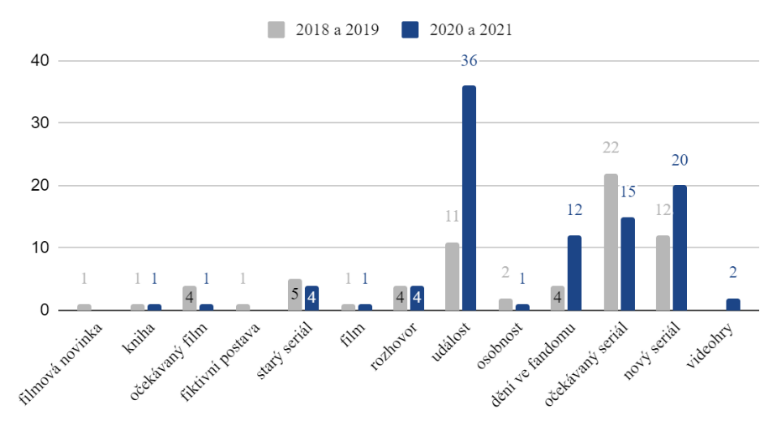 2018 a 2019 2020 a 2021
40
36
30
22
20
20
15
12
12
11
10
5
4
4
4
4
4
4
2
2
1
1
1
1
1
1
1
1
0
filmová novinka
kniha
očekávaný film
fiktivní postava
starý seriál
film
rozhovor
událost
osobnost
dění ve fandomu
očekávaný seriál
nový seriál
videohry